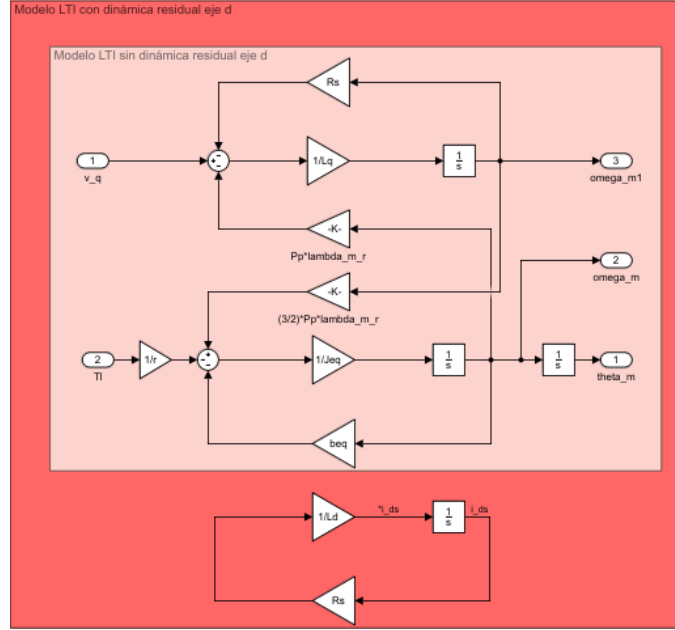 Modelo LTI con dinámica residual eje d
Modelo LTI sin dinámica residual eje d
Rs
1
v_q
1/Lq
1
s
3
omega_m1
-K-
Pp*lambda_m_r
2
omega_m
-K-
(3/2)*Pp*lambda_m_r
2
Tl
1/r
1/Jeq
1
s
1
s
1
theta_m
beq
1/Ld
*i_ds
1
s
i_ds
Rs